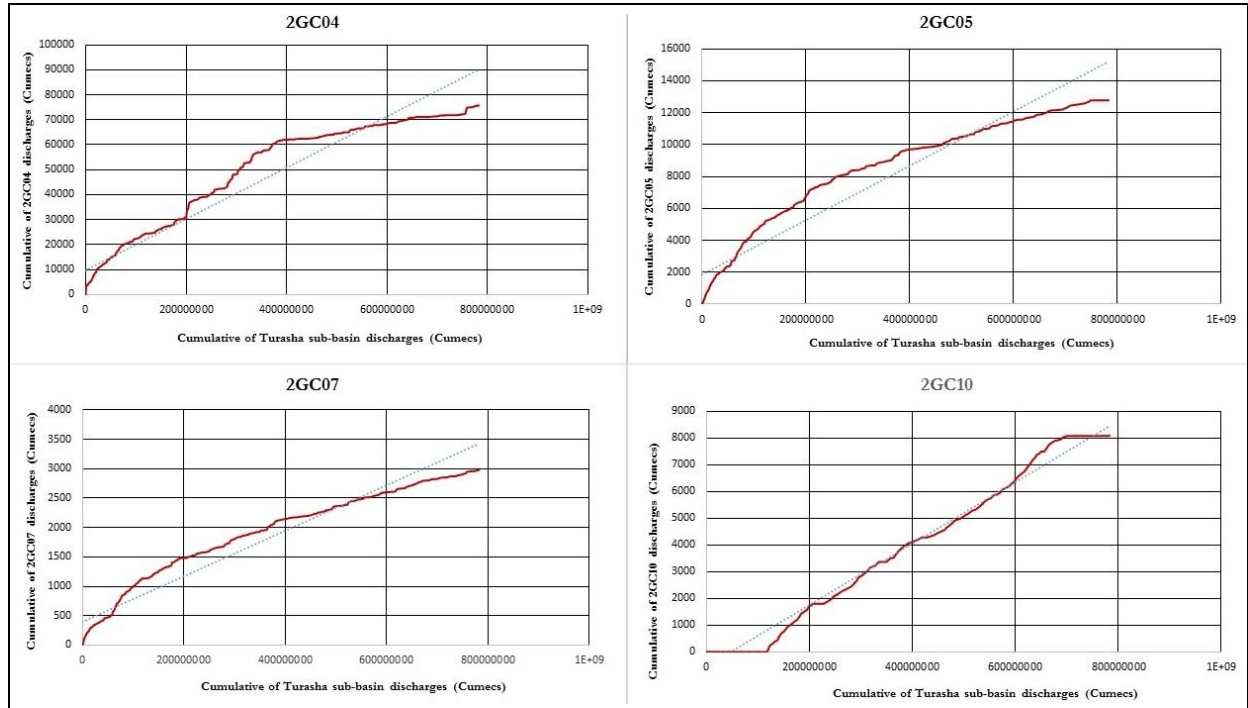 2GC04
Cumulative of 2GC04 discharges (Cumecs)
100000
90000
80000
70000
60000
50000
40000
30000
20000
10000
0
0 200000000 400000000 600000000 800000000 1E+09
Cumulative of Turasha sub-basin discharges (Cumecs)
2GC05
Cumulative of 2GC05 discharges (Cumecs)
16000
14000
12000
10000
8000
6000
4000
2000
0
0 200000000 400000000 600000000 800000000 1E+09
Cumulative of Turasha sub-basin discharges (Cumecs)
2GC07
Cumulative of 2GC07 discharges (Cumecs)
4000
3500
3000
2500
2000
1500
1000
500
0
0 200000000 400000000 600000000 800000000 1E+09
Cumulative of Turasha sub-basin discharges (Cumecs)
2GC10
Cumulative of 2GC10 discharges (Cumecs)
9000
8000
7000
6000
5000
4000
3000
2000
1000
0
0 200000000 400000000 600000000 800000000 1E+09
Cumulative of Turasha sub-basin discharges (Cumecs)